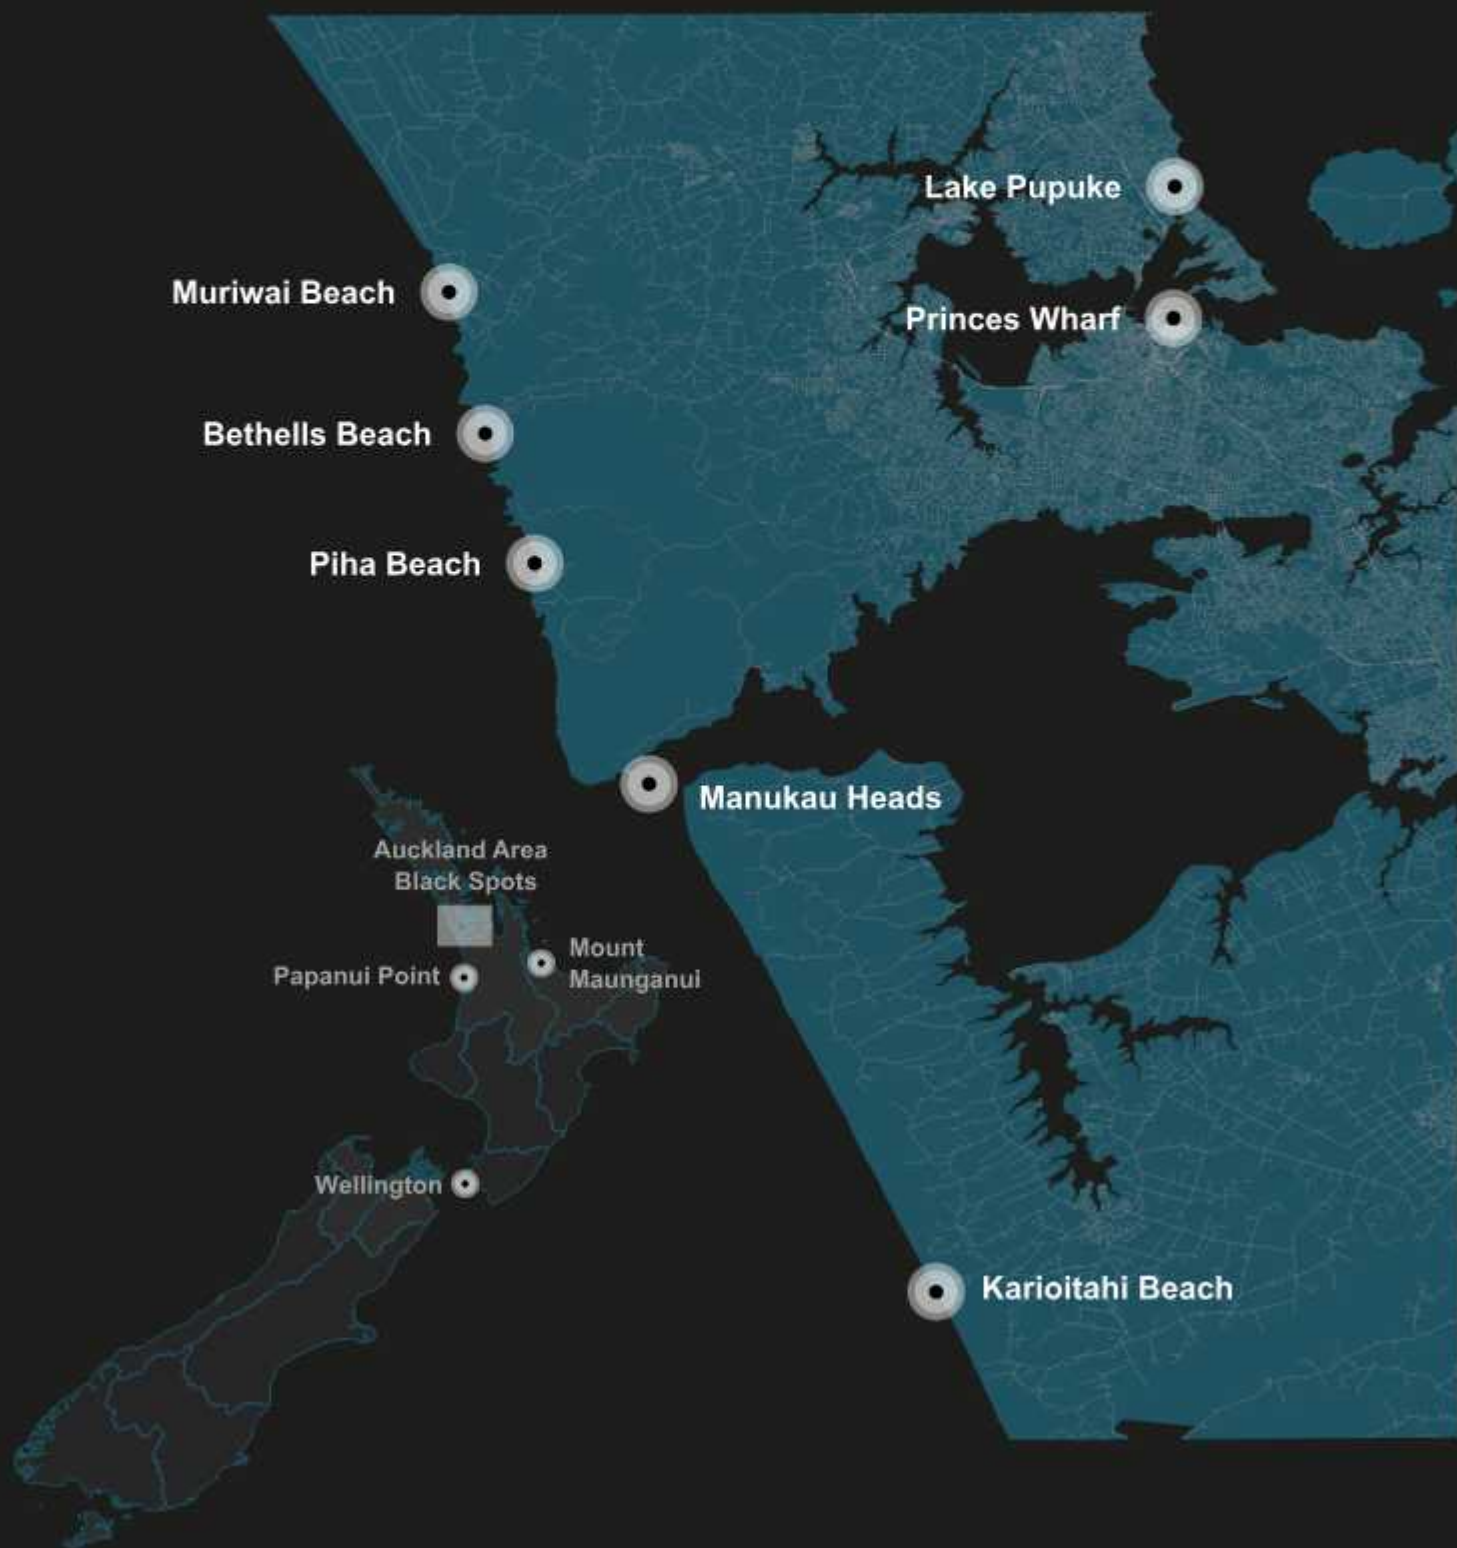 Lake Pupuke
Muriwai Beach
Princes Wharf
Bethells Beach
Piha Beach
Manukau Heads
Auckland Area
Black Spots
Mount
Maunganui
Papanui Point
Wellington
Karioitahi Beach